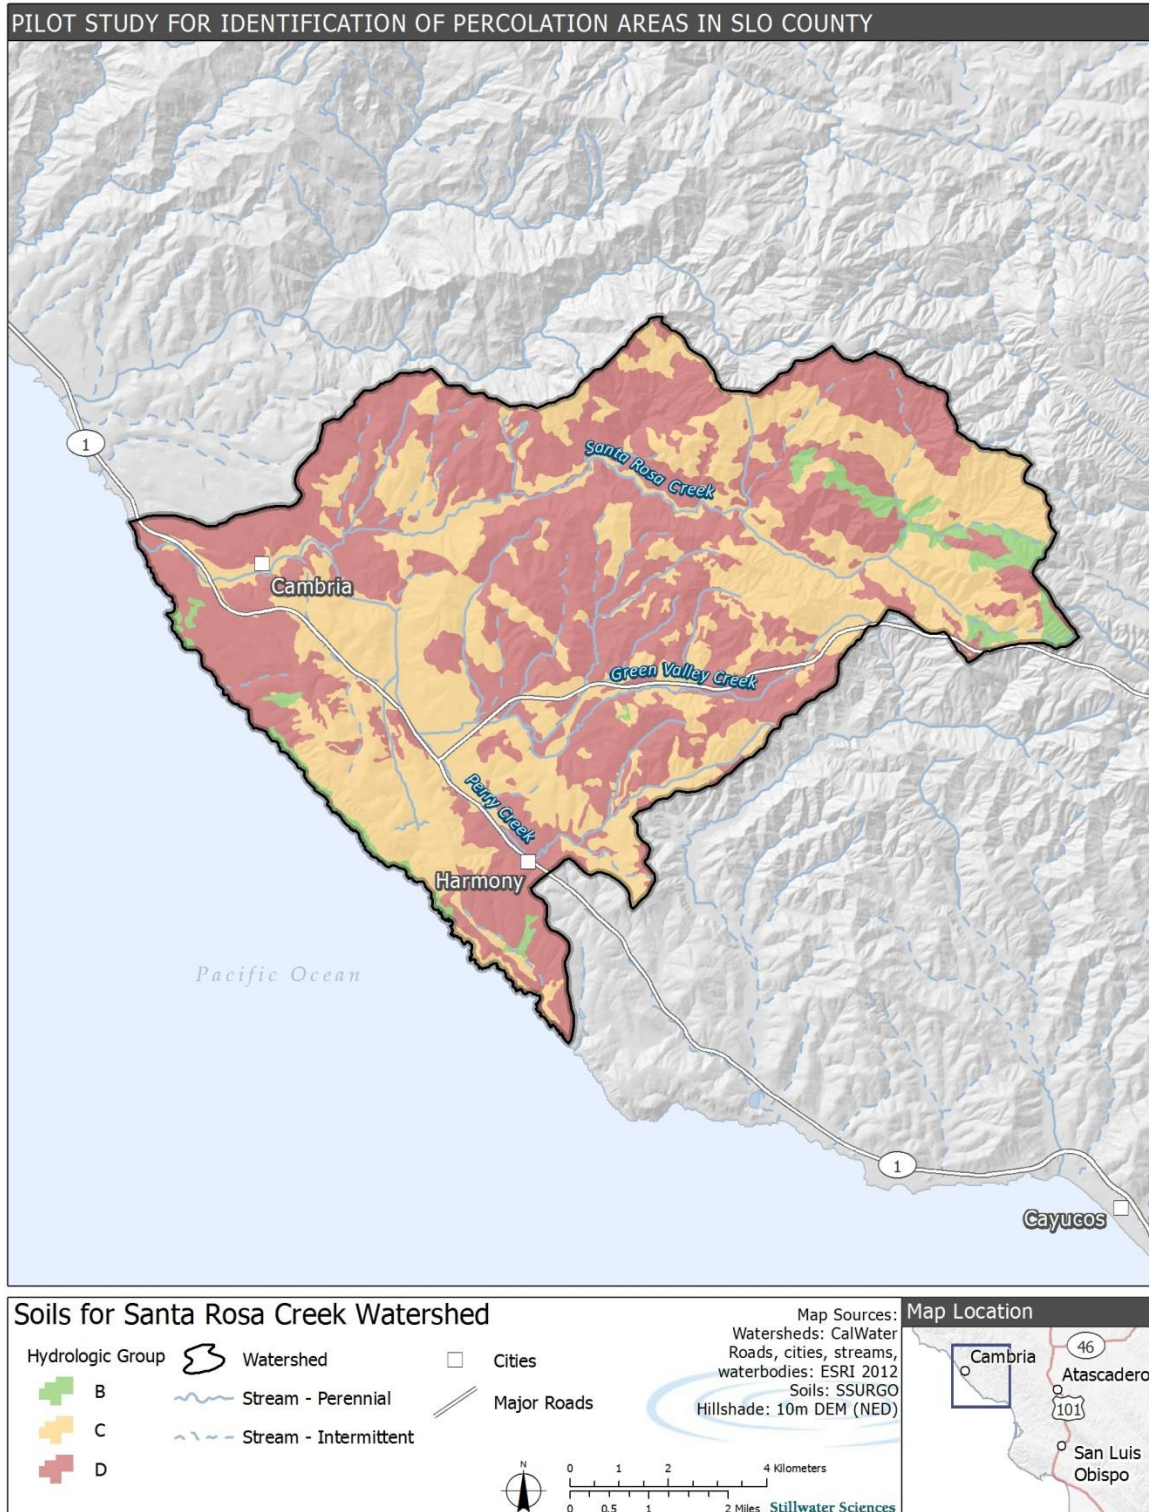 PILOT STUDY FOR IDENTIFICATION OF PERCOLATION AREAS IN SLO COUNTY
1
Santa Rosa Creek
Cambria
Green Valley Creek
Perry Creek
Harmony
Pacific Ocean
1
Cayucos
Soils for Santa Rosa Creek Watershed
Hydrologic Group
B
C
D
Watershed
Stream - Perennial
Stream - Intermittent
Cities
Major Roads
Map Sources:
Watersheds: CalWater
Roads, cities, streams,
waterbodies: ESRI 2012
Soils: SSURGO
Hillshade: 10m DEM (NED)
N
0 1 2 4 Kilometers
0 0.5 1 2 Miles
Stillwater Sciences
Map Location
46
Cambria
Atascadero
101
San Luis
Obispo